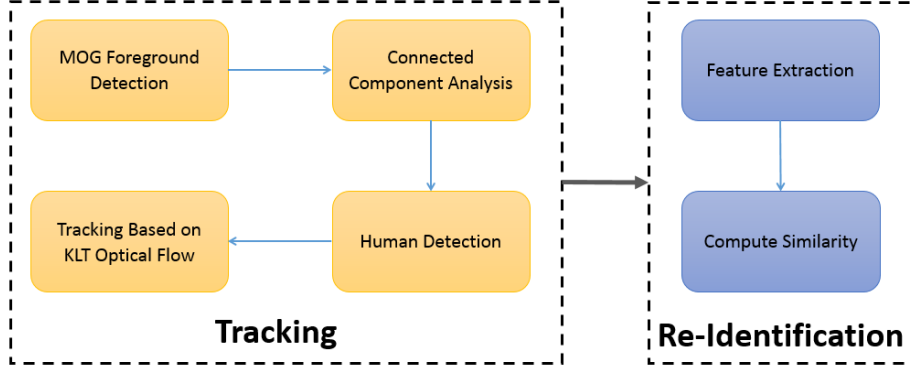 MOG Foreground
Detection
Connected
Component Analysis
Tracking Based on
KLT Optical Flow
Human Detection
Tracking
Feature Extraction
Compute Similarity
Re-Identification